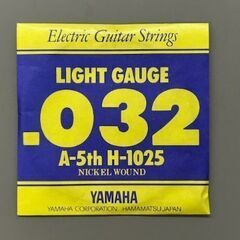 Electric Guitar Strings
LIGHT GAUGE
.032
A-5th H-1025
NICKEL WOUND
YAMAHA
YAMAHA CORPORATION. HAMAMATSU,JAPAN